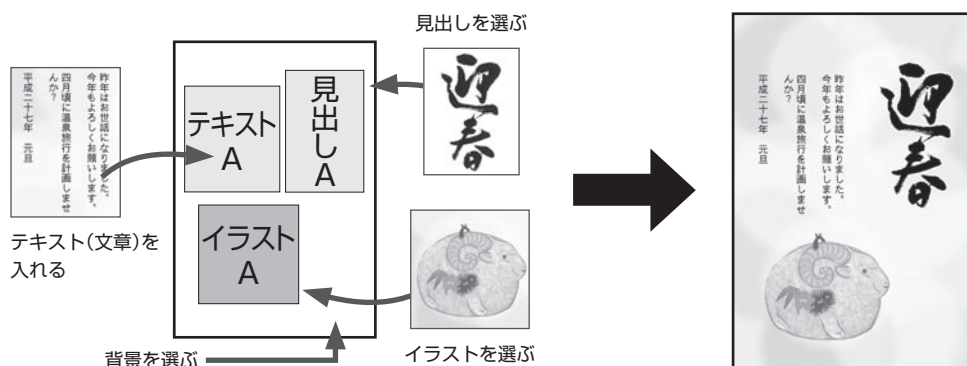 見出しを選ぶ
迎春
昨年はお世話になりました。
今年もよろしくお願いします。
四月頃に温泉旅行を計画しませ
んか?
平成二十七年 元旦
テキスト(文章)を
入れる
テキスト
A
見出しA
イラスト
A
背景を選ぶ
イラストを選ぶ
迎春
昨年はお世話になりました。
今年もよろしくお願いします。
四月頃に温泉旅行を計画しませ
んか?
平成二十七年 元旦